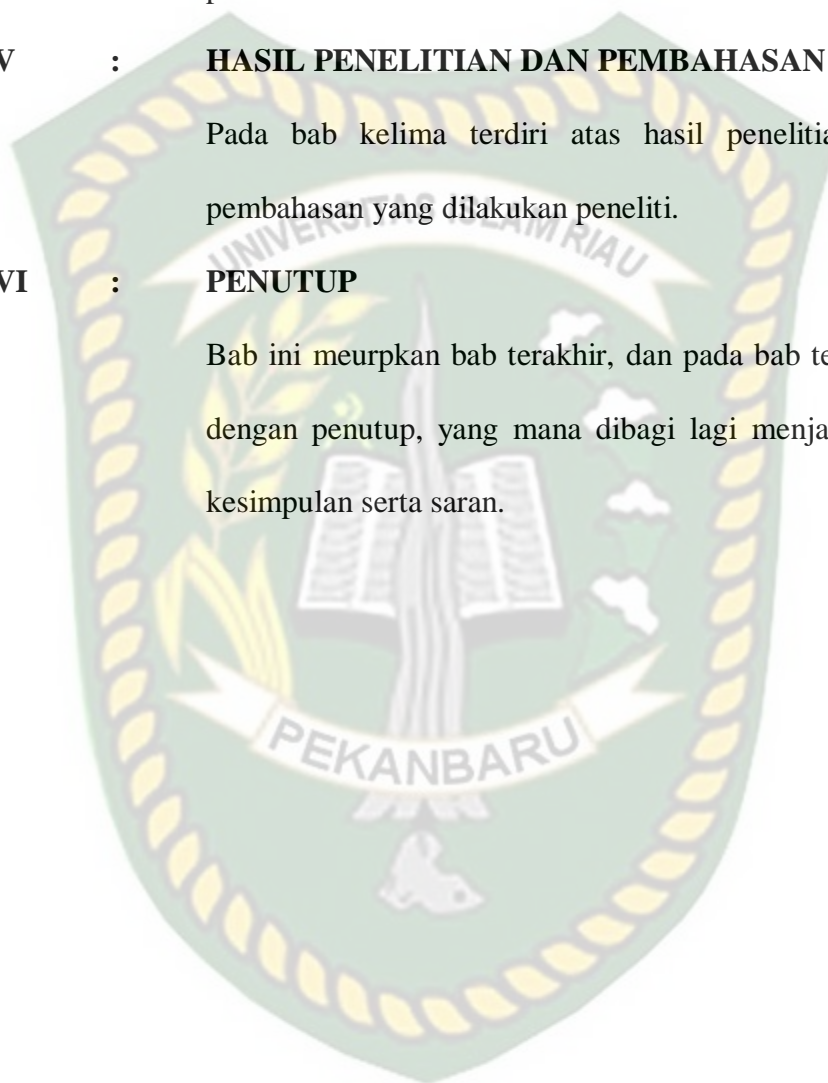 V : HASIL PENELITIAN DAN PEMBAHASAN
Pada bab kelima terdiri atas hasil penelitia
pembahasan yang dilakukan peneliti.
UNIVERSITAS ISLAM RIAU
VI : PENUTUP
Bab ini meurpkan bab terakhir, dan pada bab te
dengan penutup, yang mana dibagi lagi menja
kesimpulan serta saran.
PEKANBARU